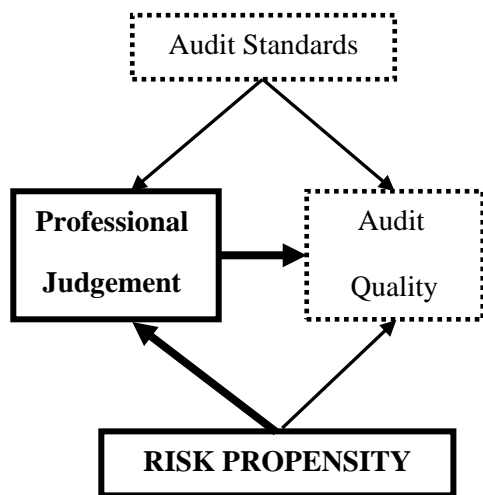 Audit Standards
Professional
Judgement
Audit
Quality
RISK PROPENSITY